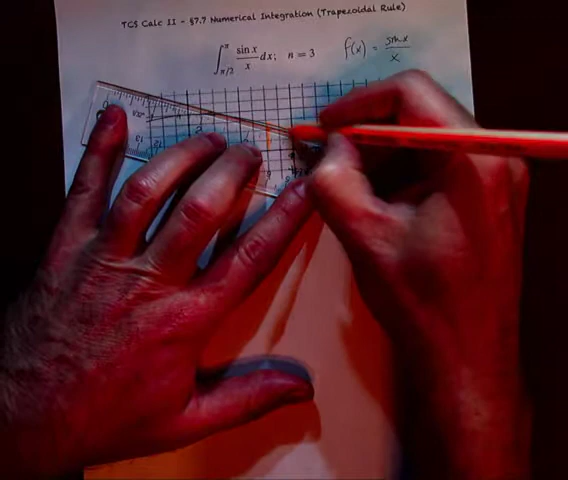 TCS Calc II - §7.7 Numerical Integration (Trapezoidal Rule)
∫_{π/2}^{π} sin x / x dx; n = 3 f(x) = sin x / x